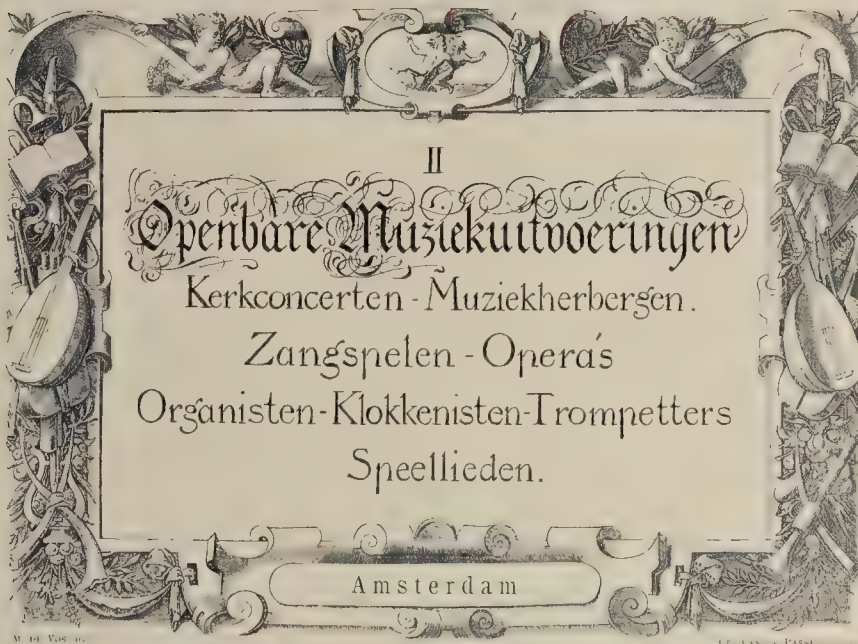 II
Openbare Muziekuitvoeringen
Kerkconcerten - Muziekherbergen.
Zangspelen - Opera's
Organisten - Klokkenisten - Trompetters
Speellieden.
Amsterdam